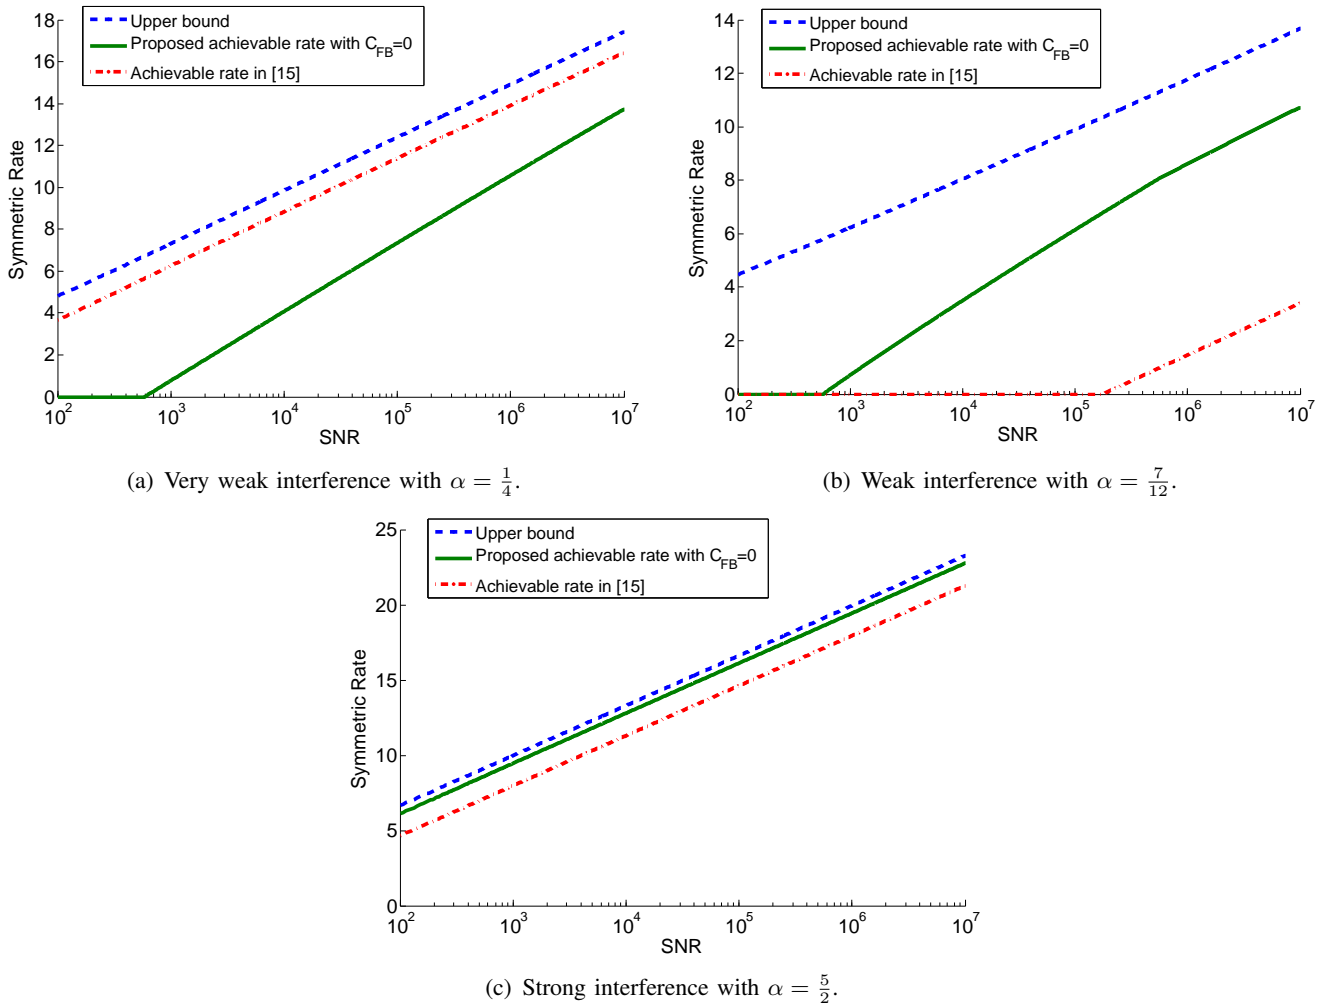 Upper bound
Proposed achievable rate with C_FB=0
Achievable rate in [15]
Symmetric Rate
18
16
14
12
10
8
6
4
2
0
10^2
10^3
10^4
10^5
10^6
10^7
SNR
(a) Very weak interference with α = 1/4.
Upper bound
Proposed achievable rate with C_FB=0
Achievable rate in [15]
Symmetric Rate
14
12
10
8
6
4
2
0
10^2
10^3
10^4
10^5
10^6
10^7
SNR
(b) Weak interference with α = 7/12.
Upper bound
Proposed achievable rate with C_FB=0
Achievable rate in [15]
Symmetric Rate
25
20
15
10
5
0
10^2
10^3
10^4
10^5
10^6
10^7
SNR
(c) Strong interference with α = 5/2.